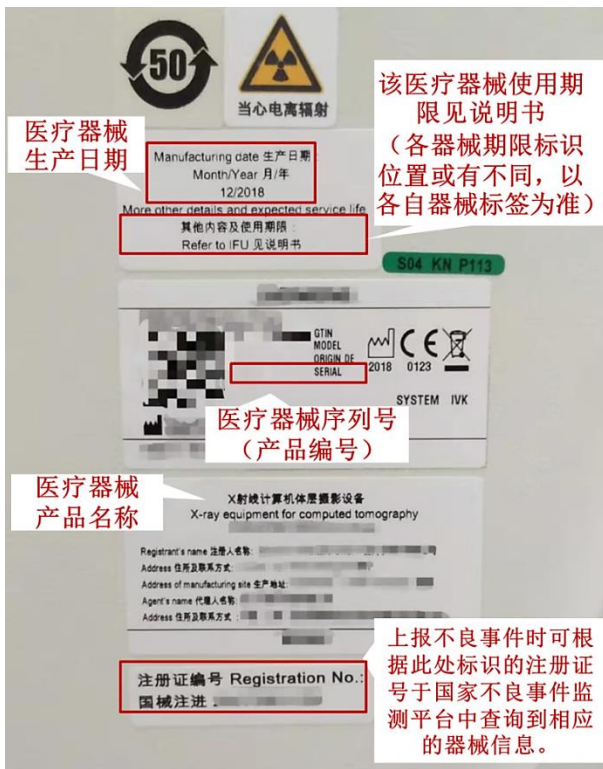 50
当心电离辐射
该医疗器械使用期
限见说明书
（各器械期限标识
位置或有不同，以
各自器械标签为准）
医疗器械
生产日期
Manufacturing date 生产日期：
Month/Year 月/年
12/2018
More other details and expected service life
其他内容及使用期限：
Refer to IFU 见说明书
S04 KN P113
GTIN
MODEL
ORIGIN DE
SERIAL
2018
CE
0123
SYSTEM IVK
医疗器械序列号
（产品编号）
医疗器械
产品名称
X射线计算机体层摄影设备
X-ray equipment for computed tomography
Registrant's name 注册人名称:
Address 住所及联系方式:
Address of manufacturing site 生产地址:
Agent's name 代理人名称:
Address 住所及联系方式:
注册证编号 Registration No.:
国械注进
上报不良事件时可根
据此处标识的注册证
号于国家不良事件监
测平台中查询到相应
的器械信息。